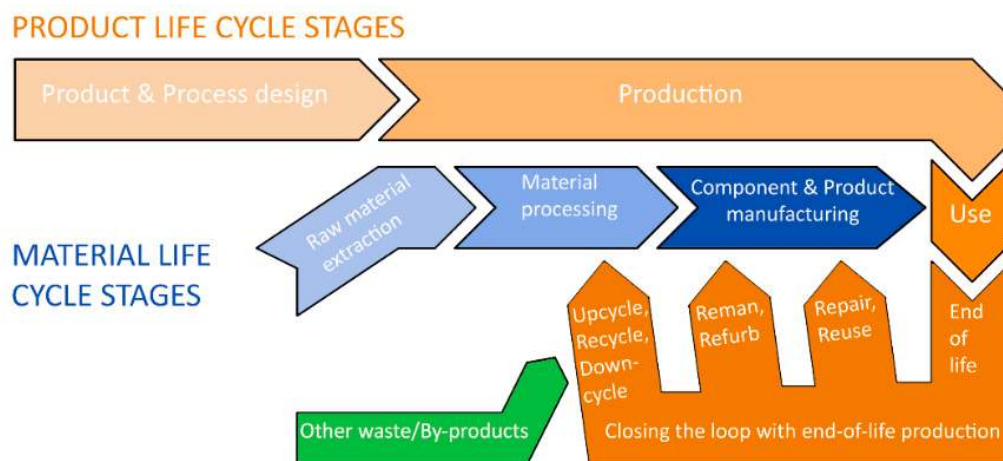 PRODUCT LIFE CYCLE STAGES
Product & Process design
Production
Raw material
extraction
Material
processing
Component & Product
manufacturing
Use
MATERIAL LIFE
CYCLE STAGES
Upcycle,
Recycle,
Down-
cycle
Reman,
Refurb
Repair,
Reuse
End
of
life
Other waste/By-products
Closing the loop with end-of-life production